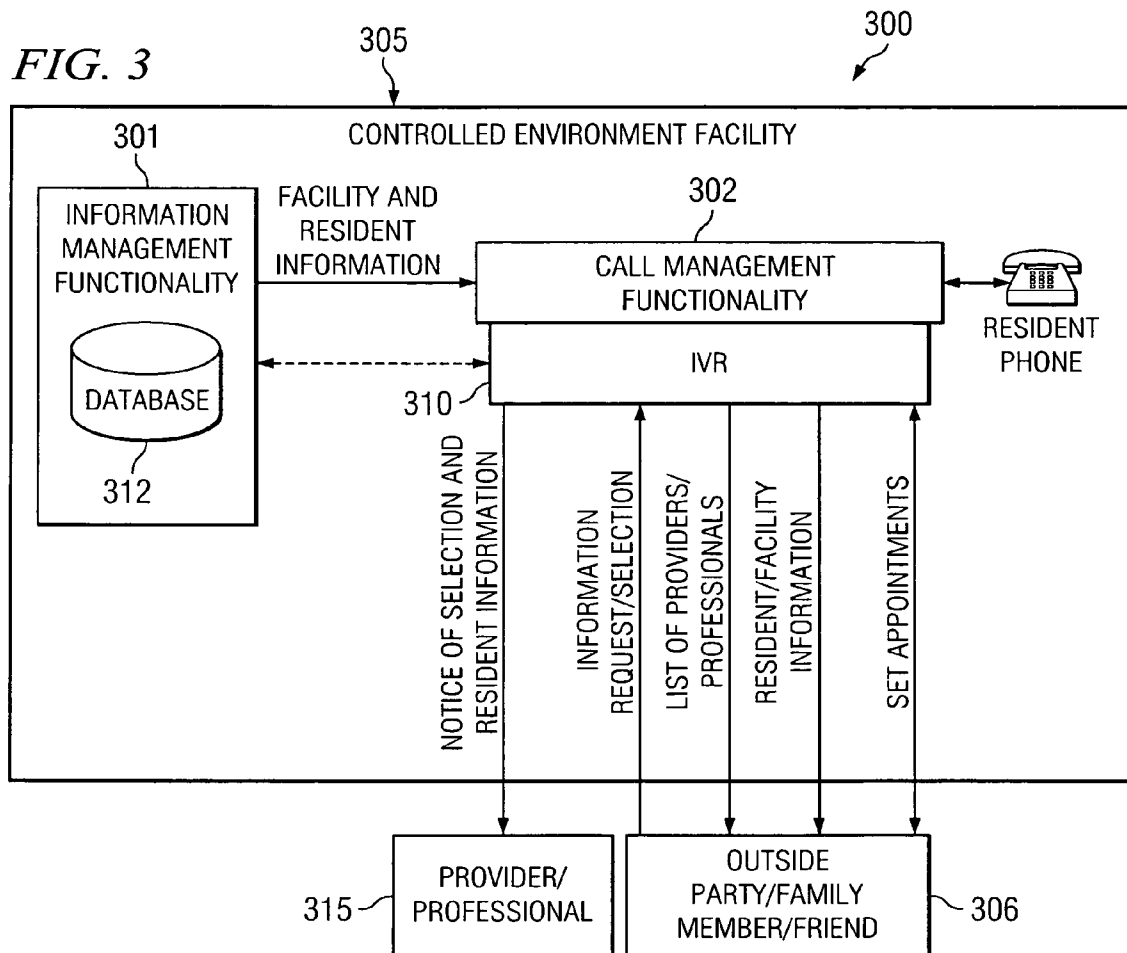 FIG. 3
300
305
CONTROLLED ENVIRONMENT FACILITY
301
INFORMATION
MANAGEMENT
FUNCTIONALITY
DATABASE
312
FACILITY AND
RESIDENT
INFORMATION
302
CALL MANAGEMENT
FUNCTIONALITY
IVR
310
RESIDENT
PHONE
NOTICE OF SELECTION AND
RESIDENT INFORMATION
INFORMATION
REQUEST/SELECTION
LIST OF PROVIDERS/
PROFESSIONALS
RESIDENT/FACILITY
INFORMATION
SET APPOINTMENTS
315
PROVIDER/
PROFESSIONAL
OUTSIDE
PARTY/FAMILY
MEMBER/FRIEND
306